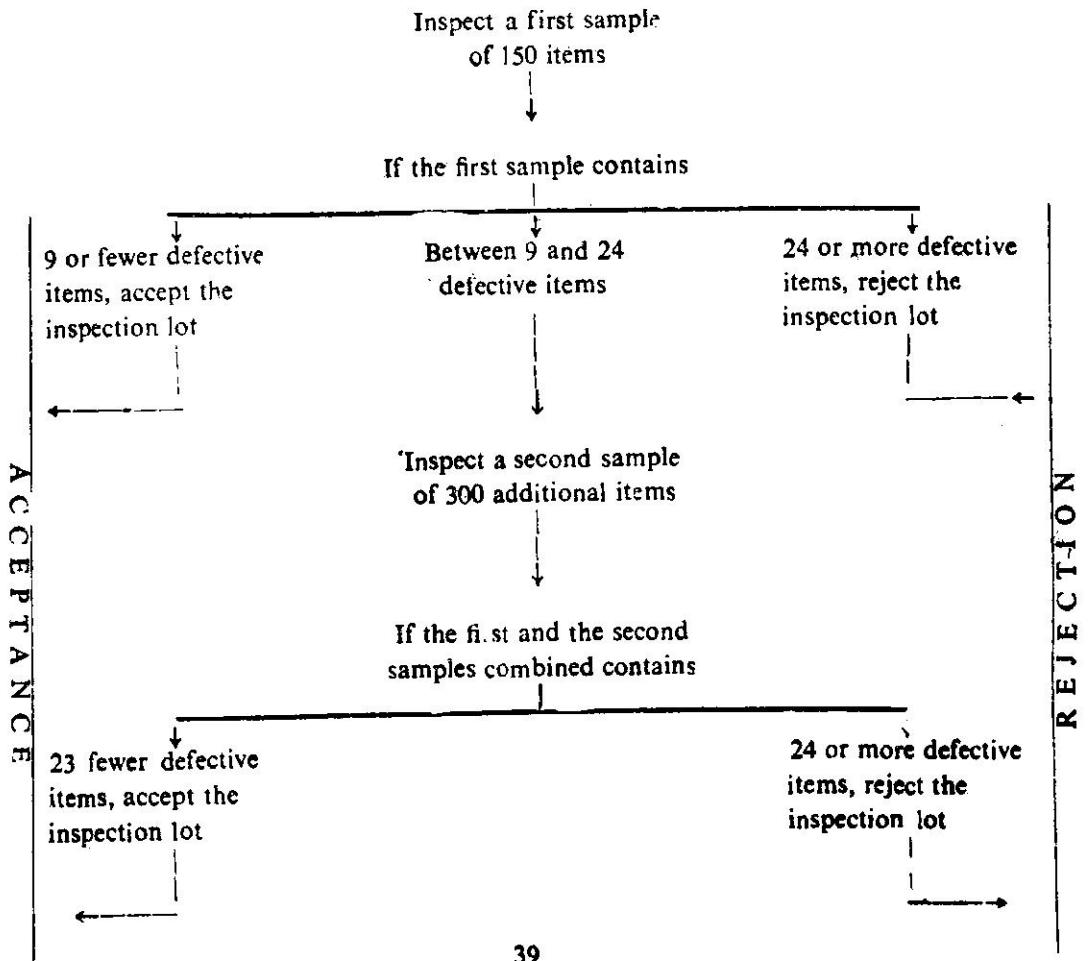 Inspect a first sample
of 150 items
If the first sample contains
9 or fewer defective
items, accept the
inspection lot
Between 9 and 24
defective items
24 or more defective
items, reject the
inspection lot
Inspect a second sample
of 300 additional items
If the fi.st and the second
samples combined contains
23 fewer defective
items, accept the
inspection lot
24 or more defective
items, reject the
inspection lot
ACCEPTANCE
REJECTION
39